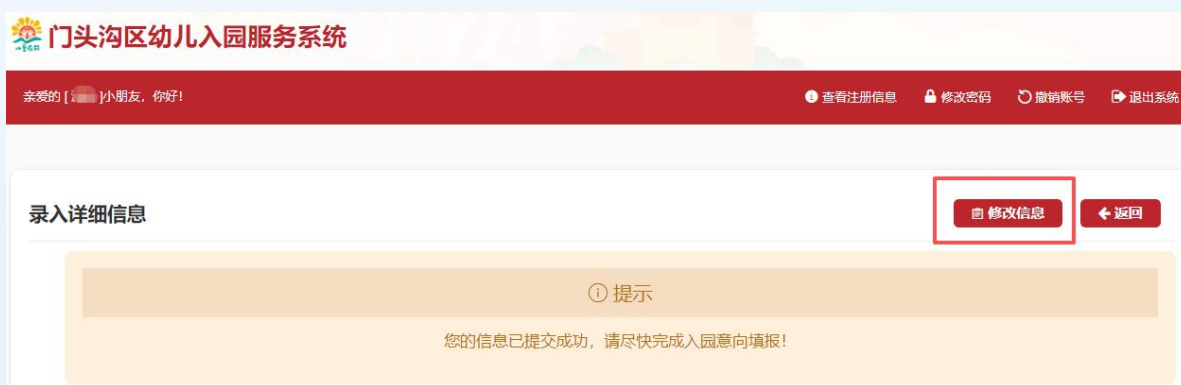 门头沟区幼儿入园服务系统
亲爱的 [ ]小朋友，你好！
查看注册信息 修改密码 撤销账号 退出系统
录入详细信息
修改信息 返回
提示
您的信息已提交成功，请尽快完成入园意向填报！